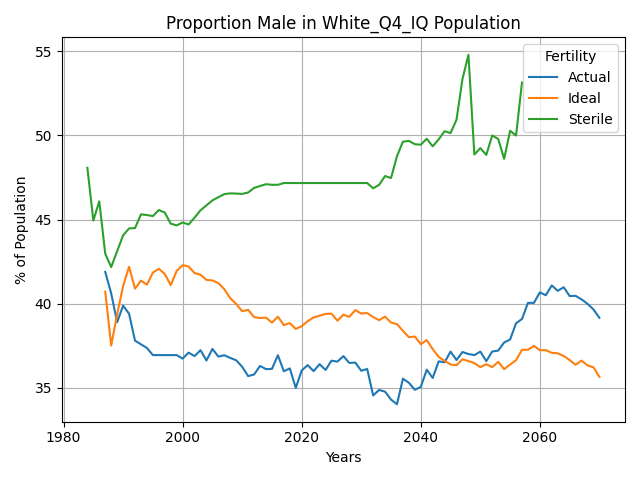 Proportion Male in White_Q4_IQ Population
% of Population
55
50
45
40
35
1980
2000
2020
2040
2060
Years
Fertility
Actual
Ideal
Sterile